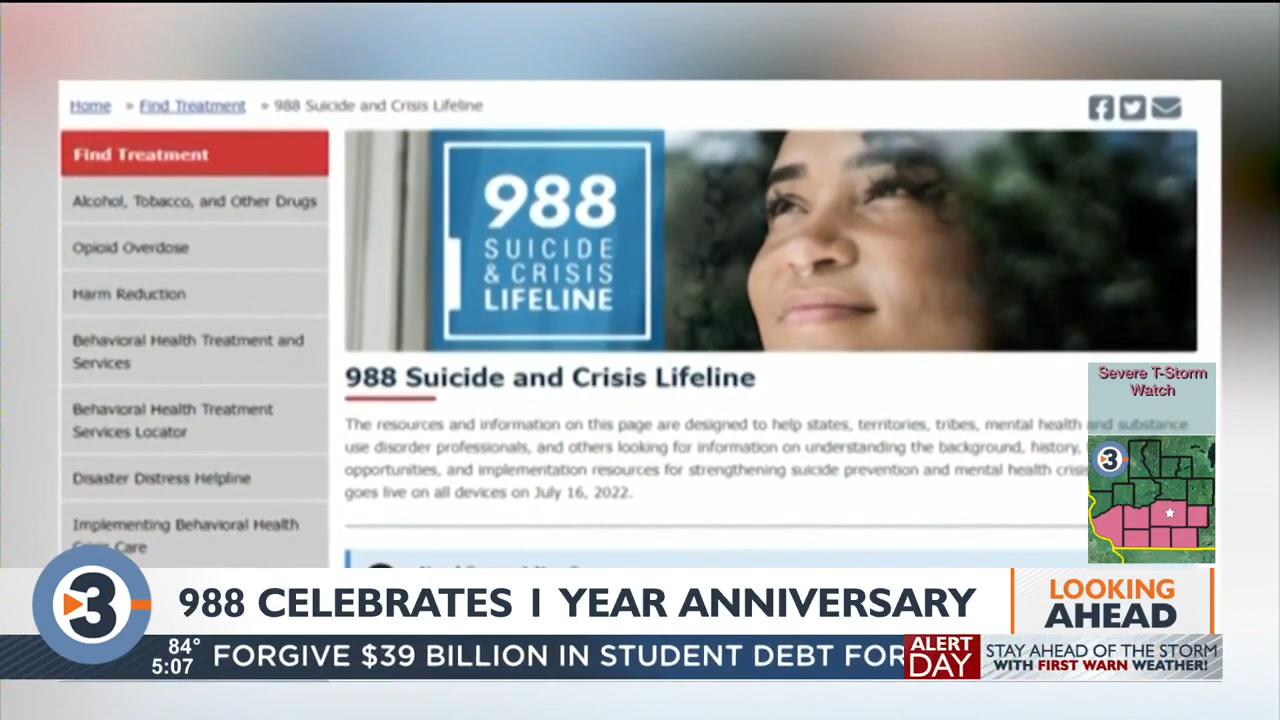 Home » Find Treatment » 988 Suicide and Crisis Lifeline
Find Treatment
Alcohol, Tobacco, and Other Drugs
Opioid Overdose
Harm Reduction
Behavioral Health Treatment and
Services
Behavioral Health Treatment
Services Locator
Disaster Distress Helpline
Implementing Behavioral Health
Crisis Care
988
SUICIDE
& CRISIS
LIFELINE
988 Suicide and Crisis Lifeline
The resources and information on this page are designed to help states, territories, tribes, mental health and substance
use disorder professionals, and others looking for information on understanding the background, history,
opportunities, and implementation resources for strengthening suicide prevention and mental health
goes live on all devices on July 16, 2022.
Severe T-Storm
Watch
3
3
988 CELEBRATES 1 YEAR ANNIVERSARY
LOOKING
AHEAD
84°
5:07
FORGIVE $39 BILLION IN STUDENT DEBT FOR
ALERT
DAY
STAY AHEAD OF THE STORM
WITH FIRST WARN WEATHER!